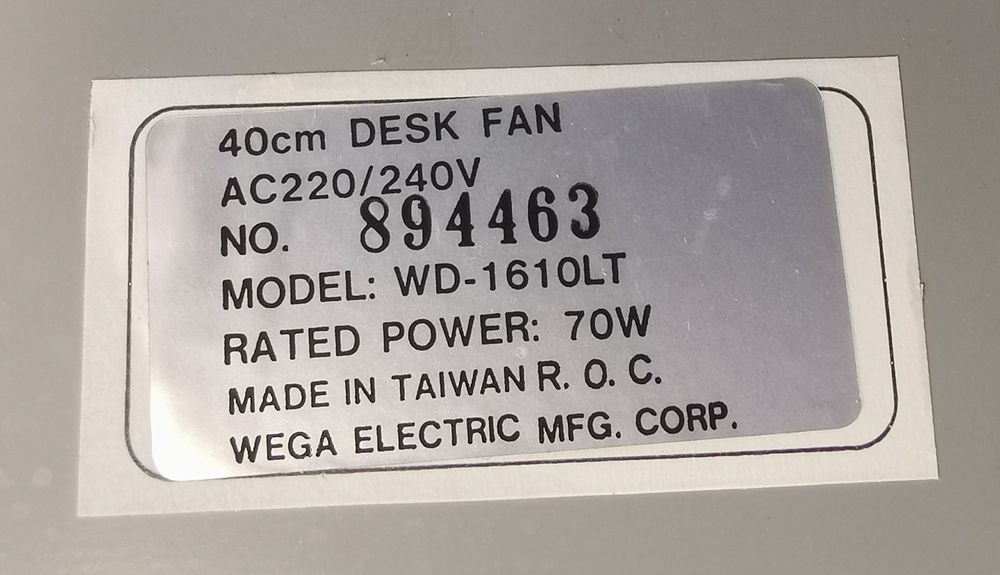 40cm DESK FAN
AC220/240V
NO. 894463
MODEL: WD-1610LT
RATED POWER: 70W
MADE IN TAIWAN R. O. C.
WEGA ELECTRIC MFG. CORP.